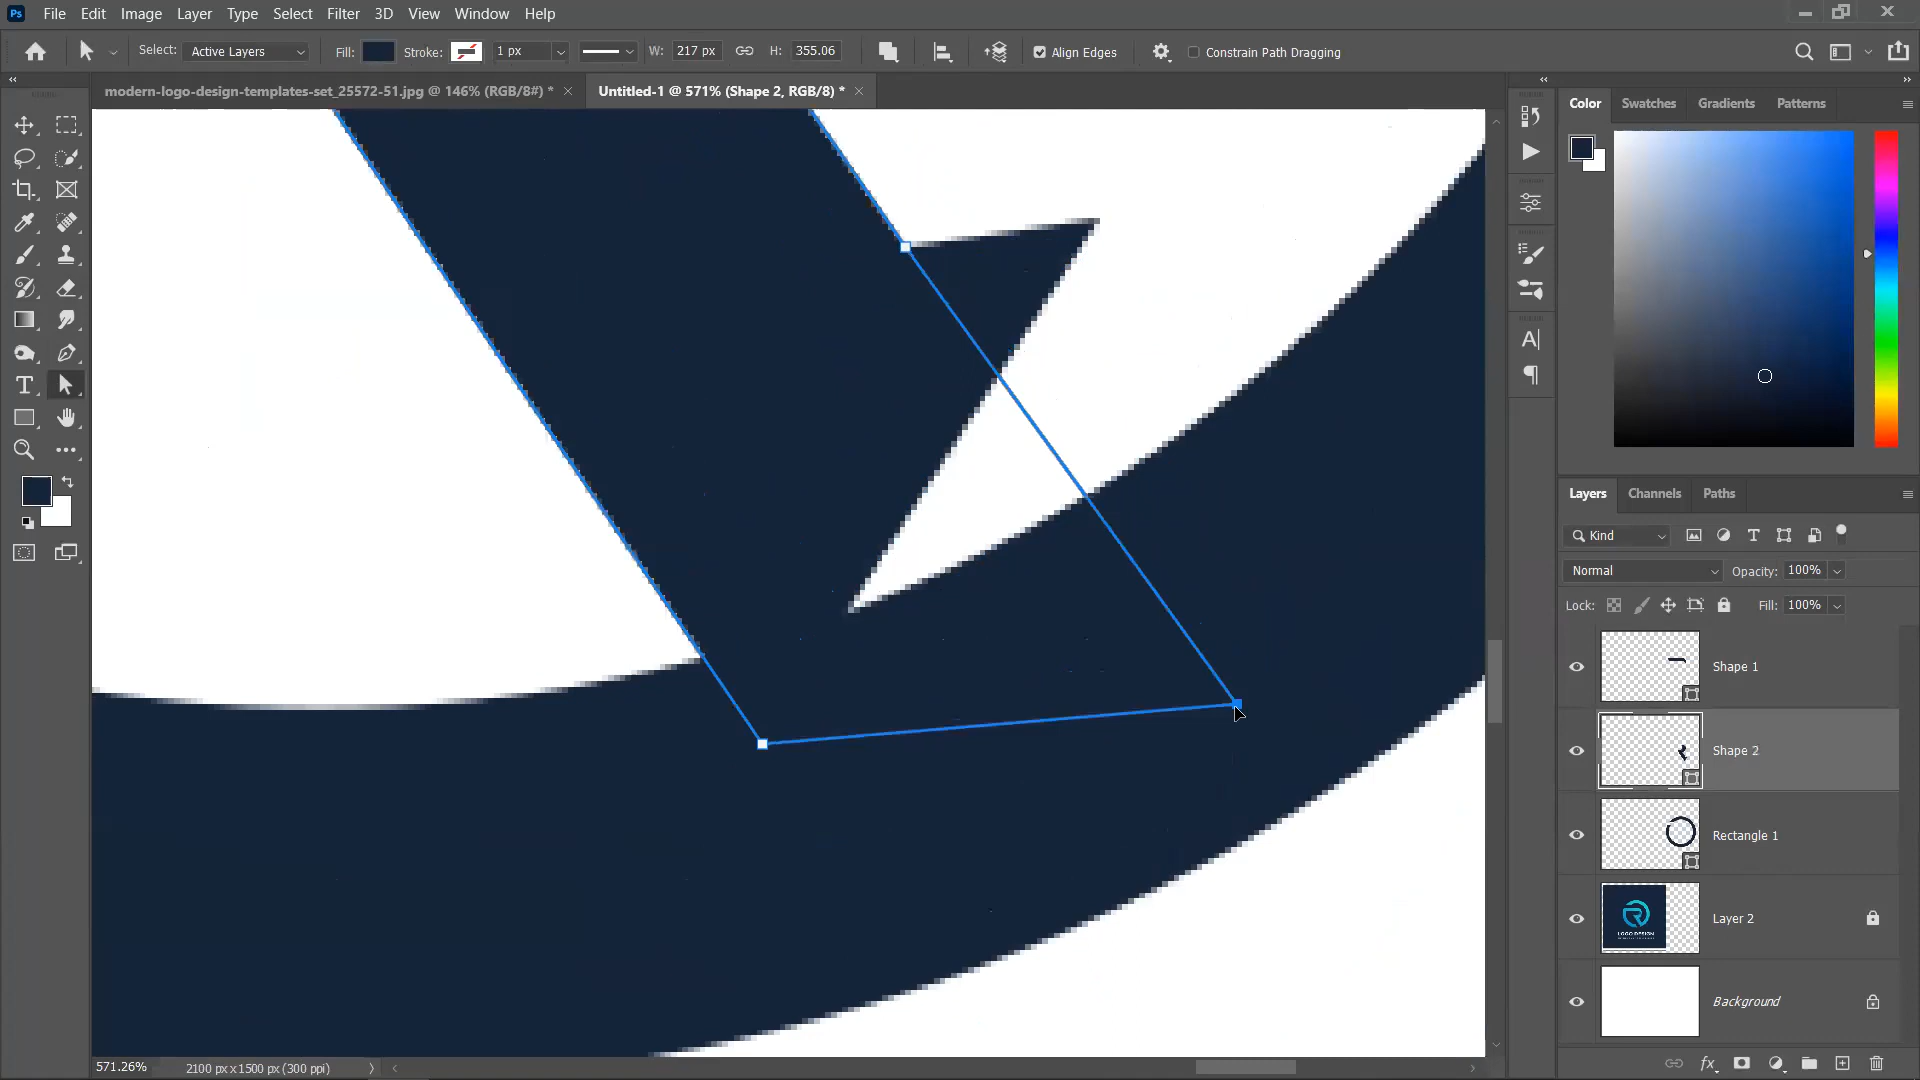 Ps File Edit Image Layer Type Select Filter 3D View Window Help
Select: Active Layers Fill: Stroke: 1 px W: 217 px H: 355.06 Align Edges Constrain Path Dragging
modern-logo-design-templates-set_25572-51.jpg @ 146% (RGB/8#) * Untitled-1 @ 571% (Shape 2, RGB/8) *
Color Swatches Gradients Patterns
Layers Channels Paths
Kind
Normal Opacity: 100%
Lock: Fill: 100%
Shape 1
Shape 2
Rectangle 1
Layer 2
LOGO DESIGN
Background
571.26% 2100 px x 1500 px (300 ppi)